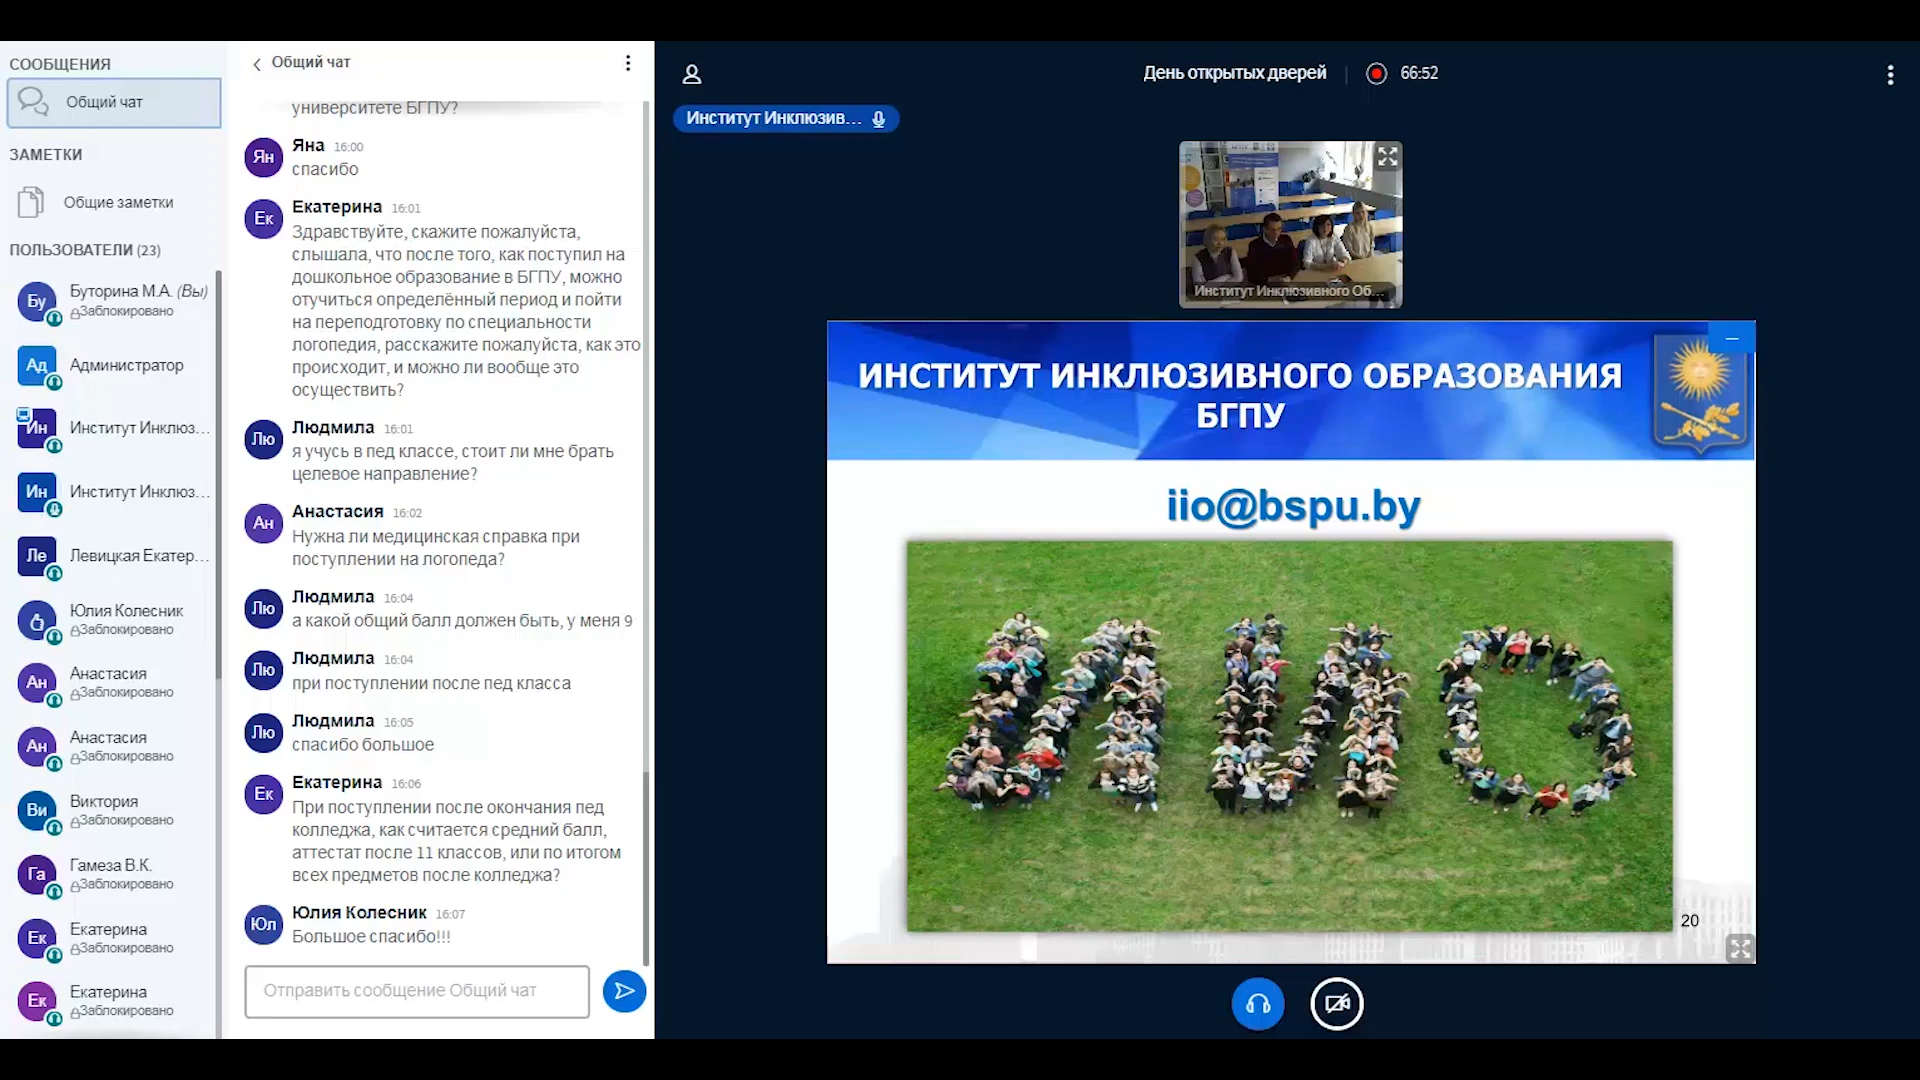 СООБЩЕНИЯ
Общий чат
ЗАМЕТКИ
Общие заметки
ПОЛЬЗОВАТЕЛИ (23)
Бу
Буторина М.А. (Вы)
Заблокировано
Ад
Администратор
Ин
Институт Инклюз...
Ин
Институт Инклюз...
Ле
Левицкая Екатер...
Юлия Колесник
Заблокировано
Ан
Анастасия
Заблокировано
Ан
Анастасия
Заблокировано
Ви
Виктория
Заблокировано
Га
Гамеза В.К.
Заблокировано
Ек
Екатерина
Заблокировано
Ек
Екатерина
Заблокировано
Общий чат
университете БГПУ?
Ян
Яна 16:00
спасибо
Ек
Екатерина 16:01
Здравствуйте, скажите пожалуйста,
слышала, что после того, как поступил на
дошкольное образование в БГПУ, можно
отучиться определённый период и пойти
на переподготовку по специальности
логопедия, расскажите пожалуйста, как это
происходит, и можно ли вообще это
осуществить?
Лю
Людмила 16:01
я учусь в пед классе, стоит ли мне брать
целевое направление?
Ан
Анастасия 16:02
Нужна ли медицинская справка при
поступлении на логопеда?
Лю
Людмила 16:04
а какой общий балл должен быть, у меня 9
Лю
Людмила 16:04
при поступлении после пед класса
Лю
Людмила 16:05
спасибо большое
Ек
Екатерина 16:06
При поступлении после окончания пед
колледжа, как считается средний балл,
аттестат после 11 классов, или по итогом
всех предметов после колледжа?
Юл
Юлия Колесник 16:07
Большое спасибо!!!
Отправить сообщение Общий чат
День открытых дверей
66:52
Институт Инклюзив...
Институт Инклюзивного Об...
ИНСТИТУТ ИНКЛЮЗИВНОГО ОБРАЗОВАНИЯ
БГПУ
iio@bspu.by
ИИО
20